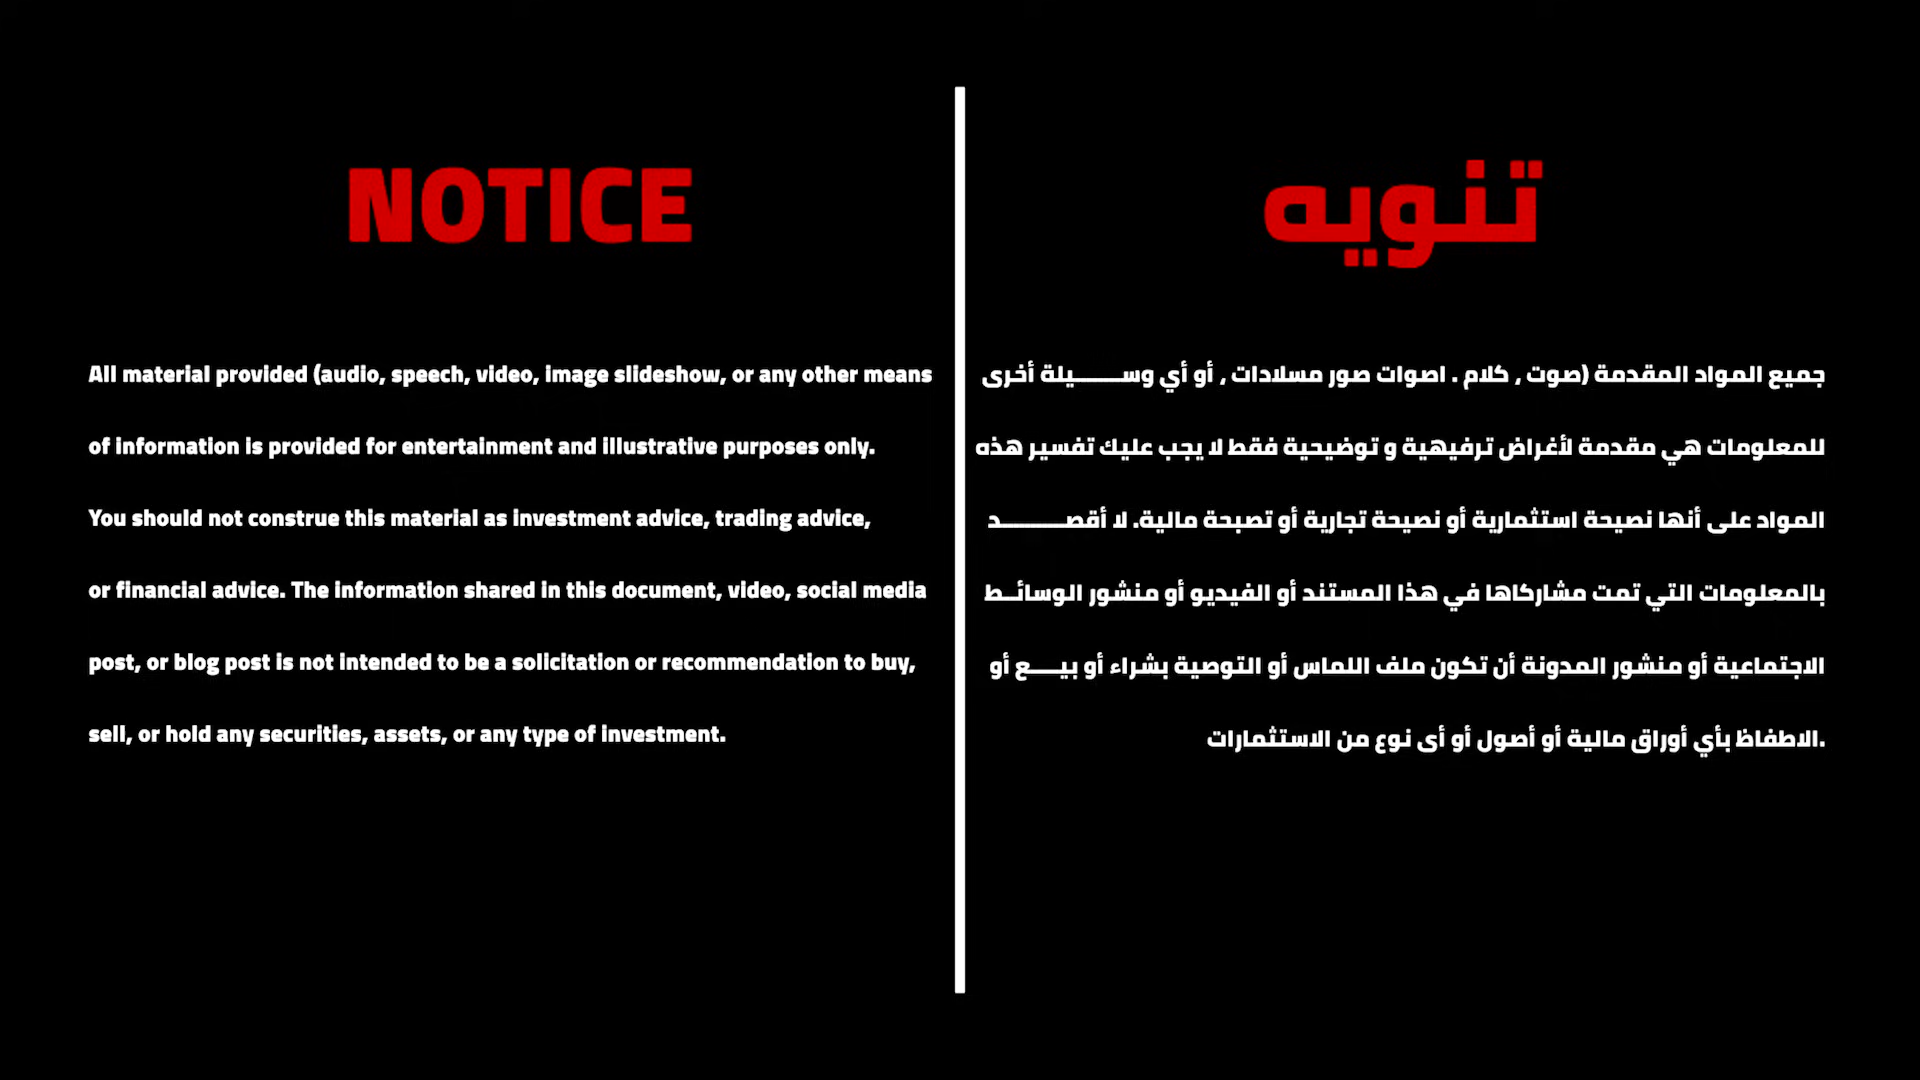 NOTICE
All material provided (audio, speech, video, image slideshow, or any other means
of information is provided for entertainment and illustrative purposes only.
You should not construe this material as investment advice, trading advice,
or financial advice. The information shared in this document, video, social media
post, or blog post is not intended to be a solicitation or recommendation to buy,
sell, or hold any securities, assets, or any type of investment.
تنويه
جميع المواد المقدمة (صوت , كلام . اصوات صور مسلادات , أو أي وســـــيلة أخرى
للمعلومات هي مقدمة لأغراض ترفيهية و توضيحية فقط لا يجب عليك تفسير هذه
المواد على أنها نصيحة استثمارية أو نصيحة تجارية أو تصبحة مالية. لا أقصـــــــد
بالمعلومات التي تمت مشاركاها في هذا المستند أو الفيديو أو منشور الوسائــط
الاجتماعية أو منشور المدونة أن تكون ملف اللماس أو التوصية بشراء أو بيـــع أو
.الاطفاظ بأي أوراق مالية أو أصول أو أى نوع من الاستثمارات